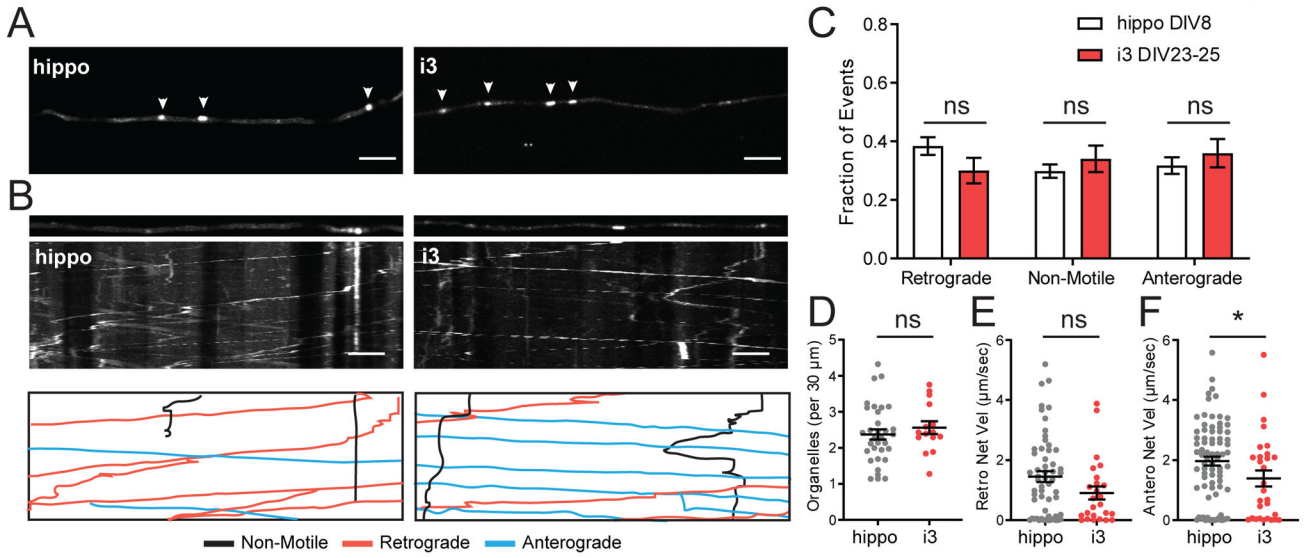 A
hippo
i3
B
hippo
i3
Non-Motile
Retrograde
Anterograde
C
hippo DIV8
i3 DIV23-25
Fraction of Events
0.8
0.6
0.4
0.2
0.0
ns
ns
ns
Retrograde
Non-Motile
Anterograde
D
ns
Organelles (per 30 µm)
5
4
3
2
1
0
hippo
i3
E
ns
Retro Net Vel (µm/sec)
6
4
2
0
hippo
i3
F
*
Antero Net Vel (µm/sec)
6
4
2
0
hippo
i3